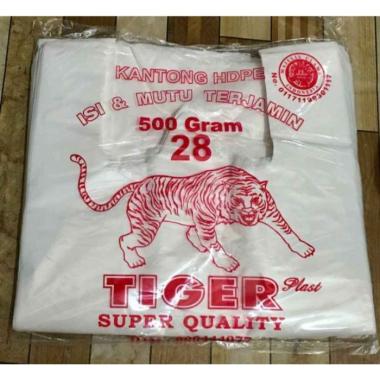 KANTONG HDPE
ISI & MUTU TERJAMIN
500 Gram
28
TIGER Plast
SUPER QUALITY